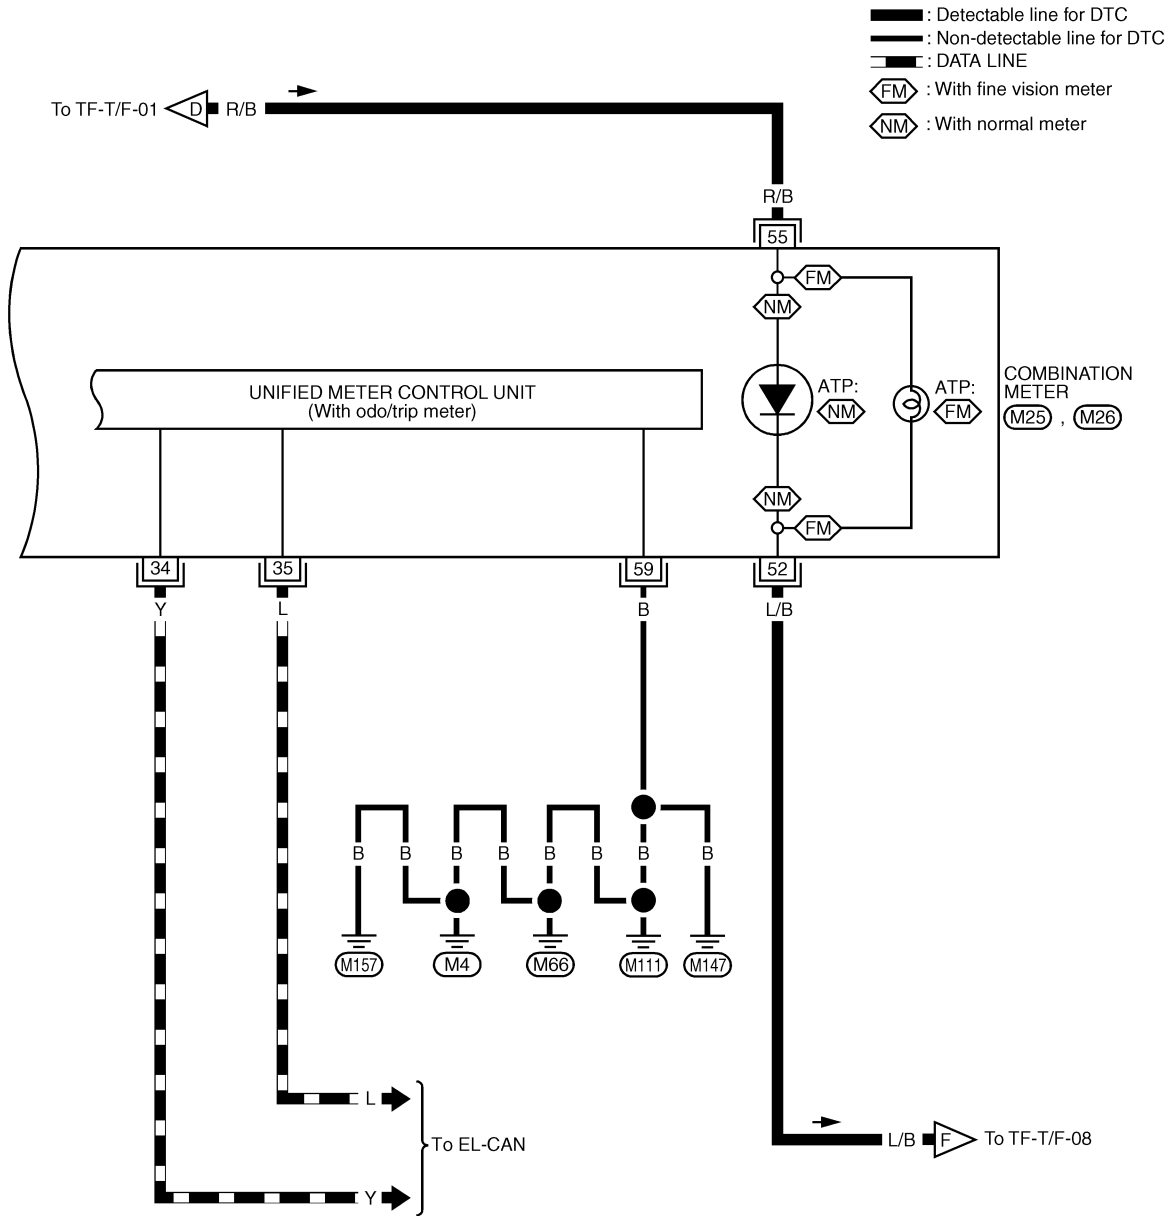 : Detectable line for DTC
: Non-detectable line for DTC
: DATA LINE
FM : With fine vision meter
NM : With normal meter
To TF-T/F-01 D R/B
R/B
55
FM
NM
UNIFIED METER CONTROL UNIT
(With odo/trip meter)
ATP:
NM
ATP:
FM
COMBINATION
METER
M25 , M26
NM
FM
34 35 59 52
Y L B L/B
B B B B B B B B
M157 M4 M66 M111 M147
L
To EL-CAN
Y
L/B F To TF-T/F-08